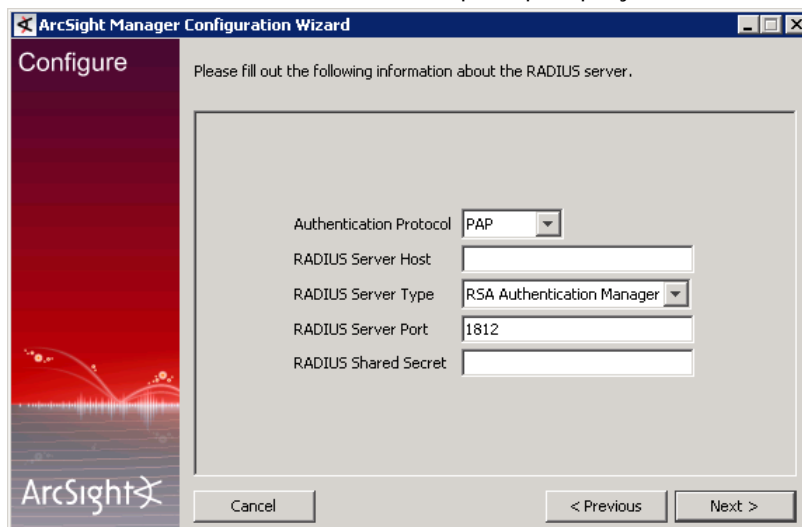 ArcSight Manager Configuration Wizard
Configure
Please fill out the following information about the RADIUS server.
Authentication Protocol PAP
RADIUS Server Host
RADIUS Server Type RSA Authentication Manager
RADIUS Server Port 1812
RADIUS Shared Secret
ArcSight
Cancel < Previous Next >